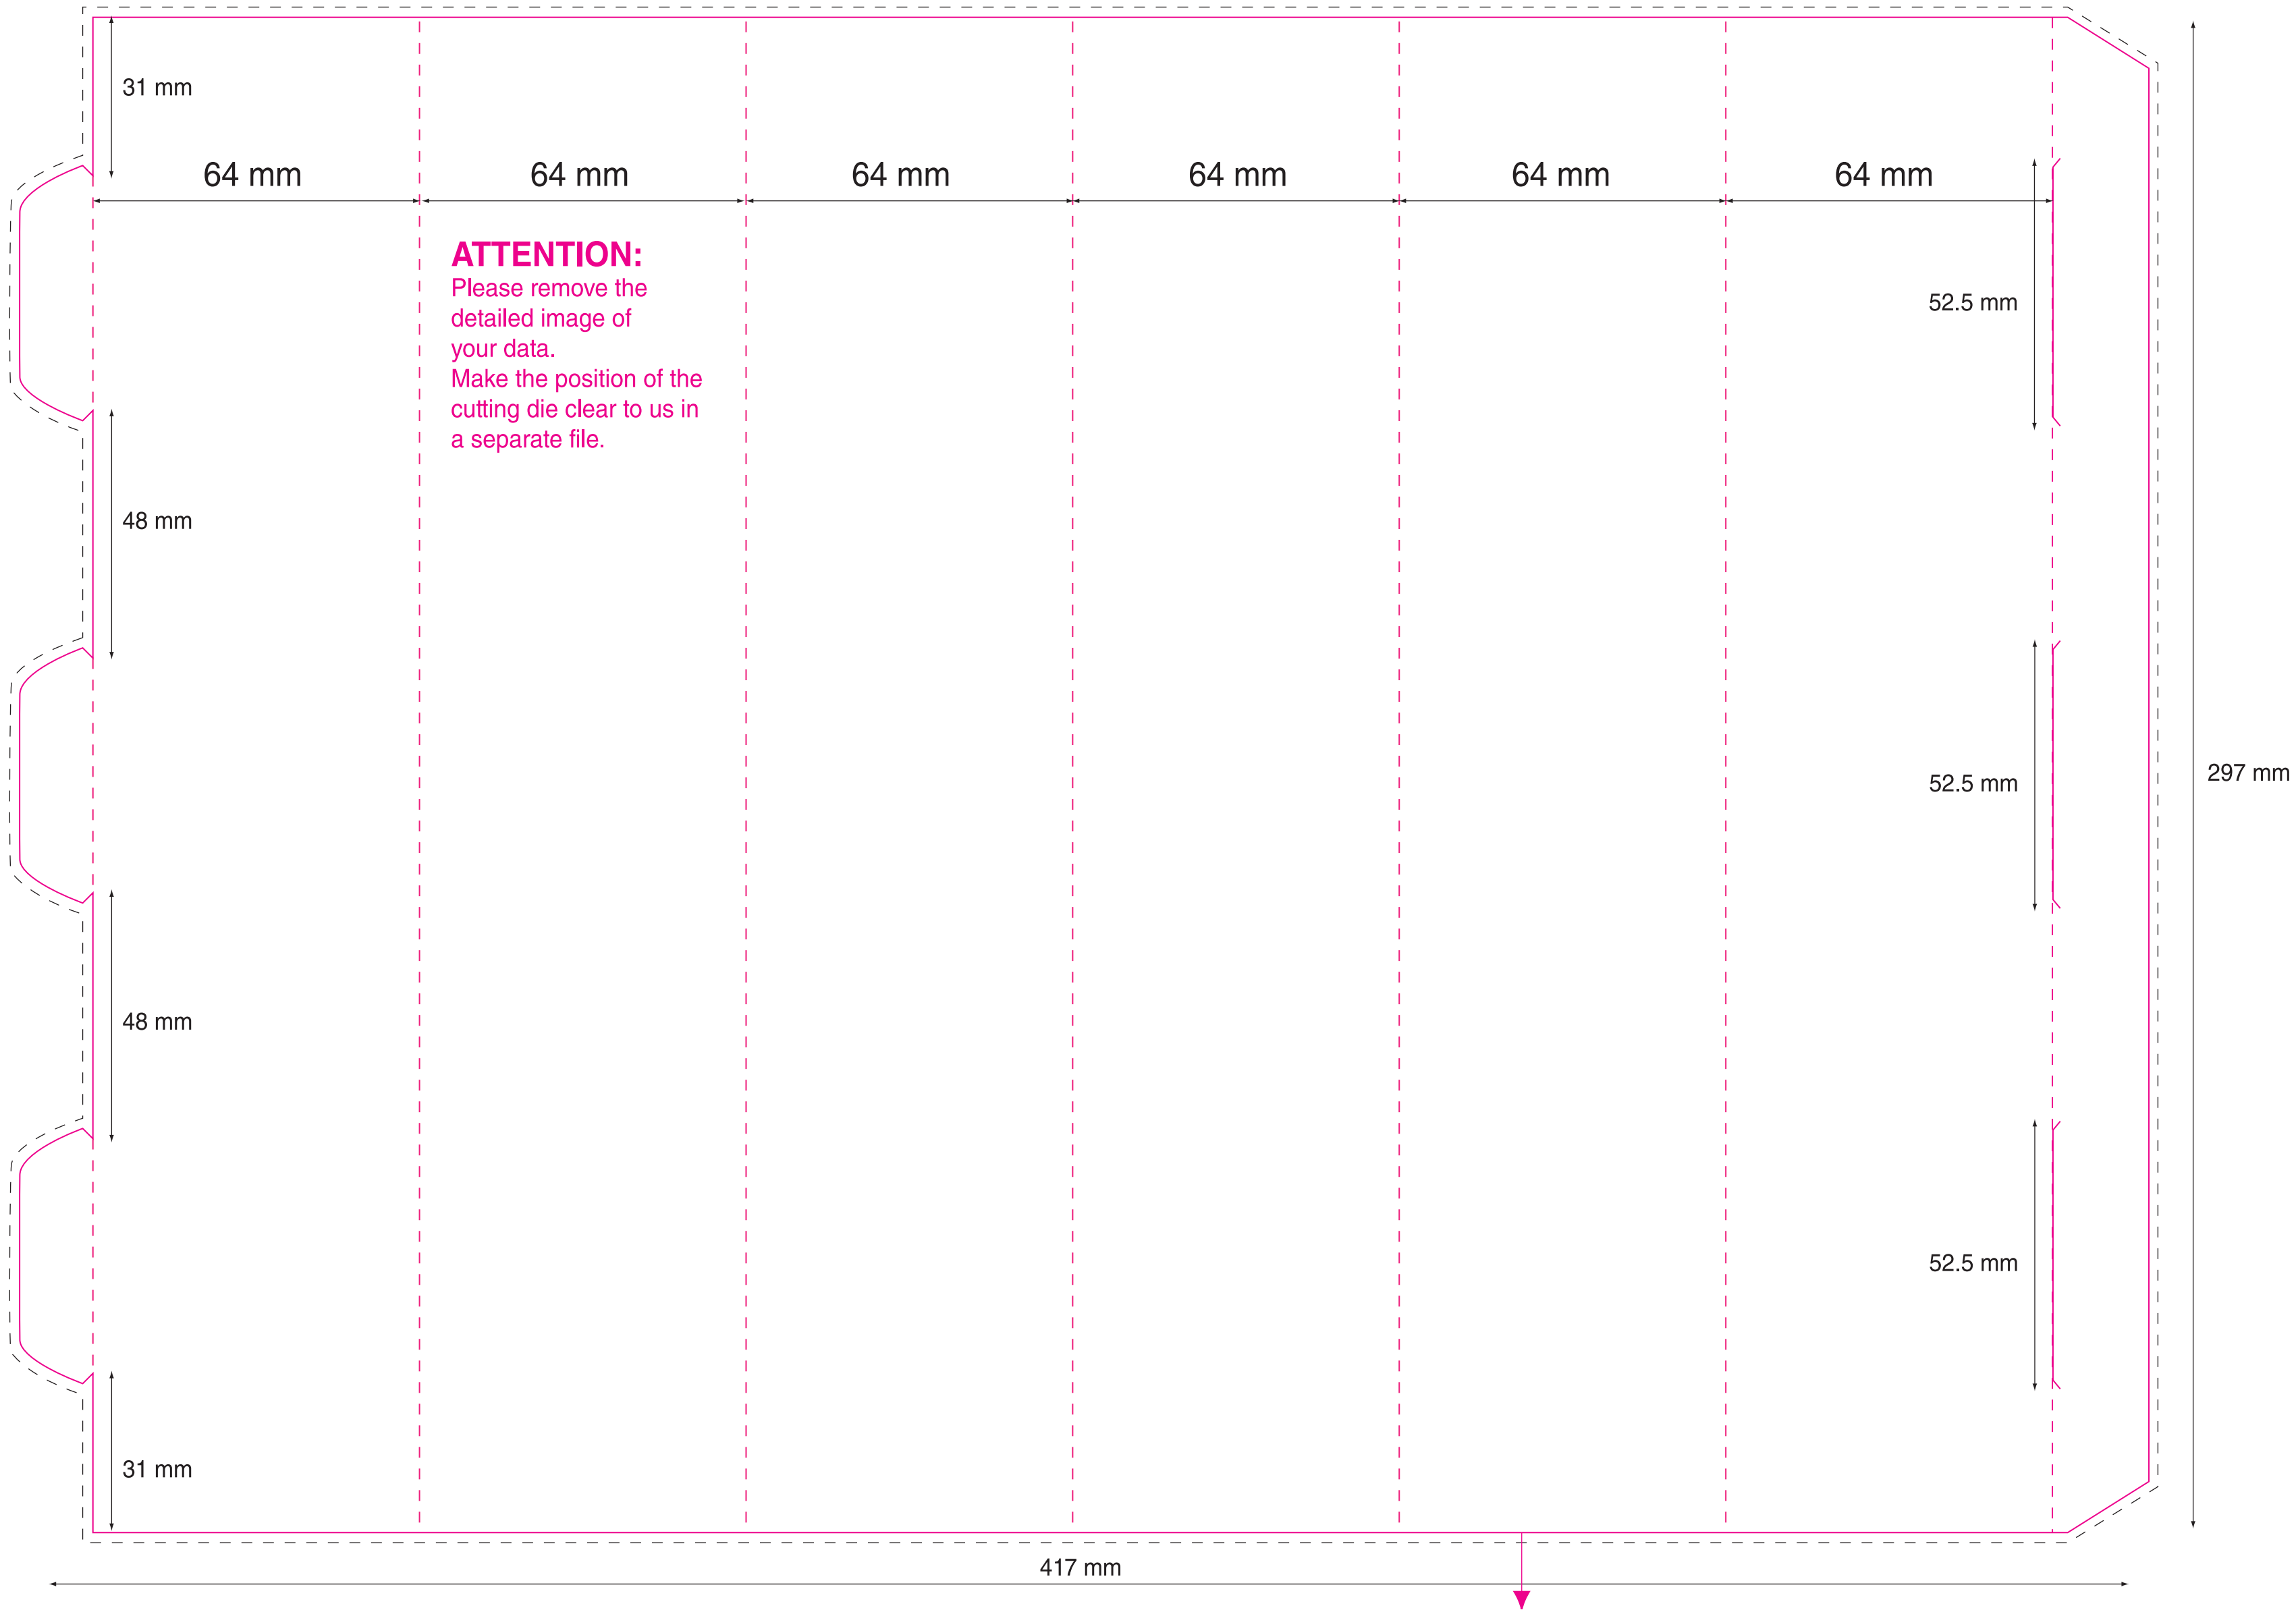 31 mm
64 mm
64 mm
64 mm
64 mm
64 mm
64 mm
ATTENTION:
Please remove the
detailed image of
your data.
Make the position of the
cutting die clear to us in
a separate file.
52.5 mm
48 mm
297 mm
52.5 mm
48 mm
52.5 mm
31 mm
417 mm